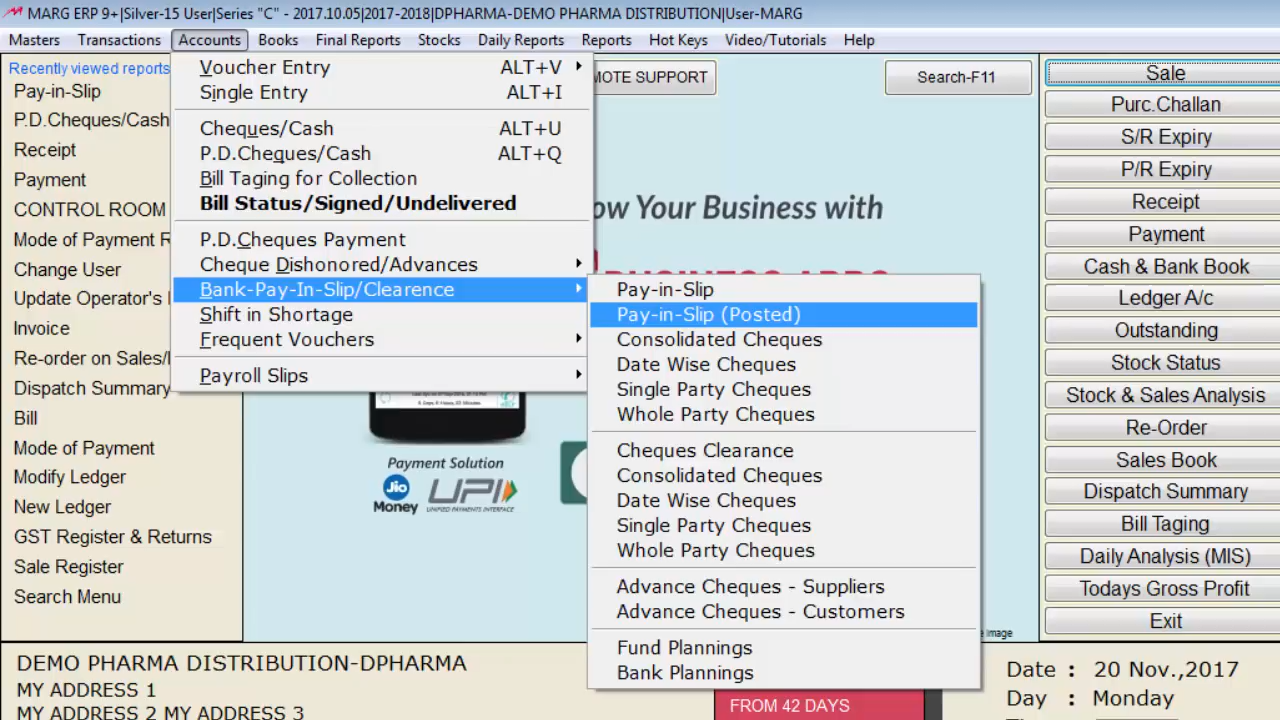 MARG ERP 9+|Silver-15 User|Series "C" - 2017.10.05|2017-2018|DPHARMA-DEMO PHARMA DISTRIBUTION|User-MARG
Masters Transactions Accounts Books Final Reports Stocks Daily Reports Reports Hot Keys Video/Tutorials Help
Recently viewed reports
Pay-in-Slip
P.D.Cheques/Cash
Receipt
Payment
CONTROL ROOM
Mode of Payment R
Change User
Update Operator's
Invoice
Re-order on Sales/
Dispatch Summary
Bill
Mode of Payment
Modify Ledger
New Ledger
GST Register & Returns
Sale Register
Search Menu
Voucher Entry ALT+V
Single Entry ALT+I
Cheques/Cash ALT+U
P.D.Cheques/Cash ALT+Q
Bill Taging for Collection
Bill Status/Signed/Undelivered
P.D.Cheques Payment
Cheque Dishonored/Advances
Bank-Pay-In-Slip/Clearence
Shift in Shortage
Frequent Vouchers
Payroll Slips
MOTE SUPPORT
Search-F11
ow Your Business with
Payment Solution
Jio
Money
UPI
UNIFIED PAYMENTS INTERFACE
Pay-in-Slip
Pay-in-Slip (Posted)
Consolidated Cheques
Date Wise Cheques
Single Party Cheques
Whole Party Cheques
Cheques Clearance
Consolidated Cheques
Date Wise Cheques
Single Party Cheques
Whole Party Cheques
Advance Cheques - Suppliers
Advance Cheques - Customers
Fund Plannings
Bank Plannings
Sale
Purc.Challan
S/R Expiry
P/R Expiry
Receipt
Payment
Cash & Bank Book
Ledger A/c
Outstanding
Stock Status
Stock & Sales Analysis
Re-Order
Sales Book
Dispatch Summary
Bill Taging
Daily Analysis (MIS)
Todays Gross Profit
Exit
Image
DEMO PHARMA DISTRIBUTION-DPHARMA
MY ADDRESS 1
MY ADDRESS 2 MY ADDRESS 3
FROM 42 DAYS
Date : 20 Nov.,2017
Day : Monday